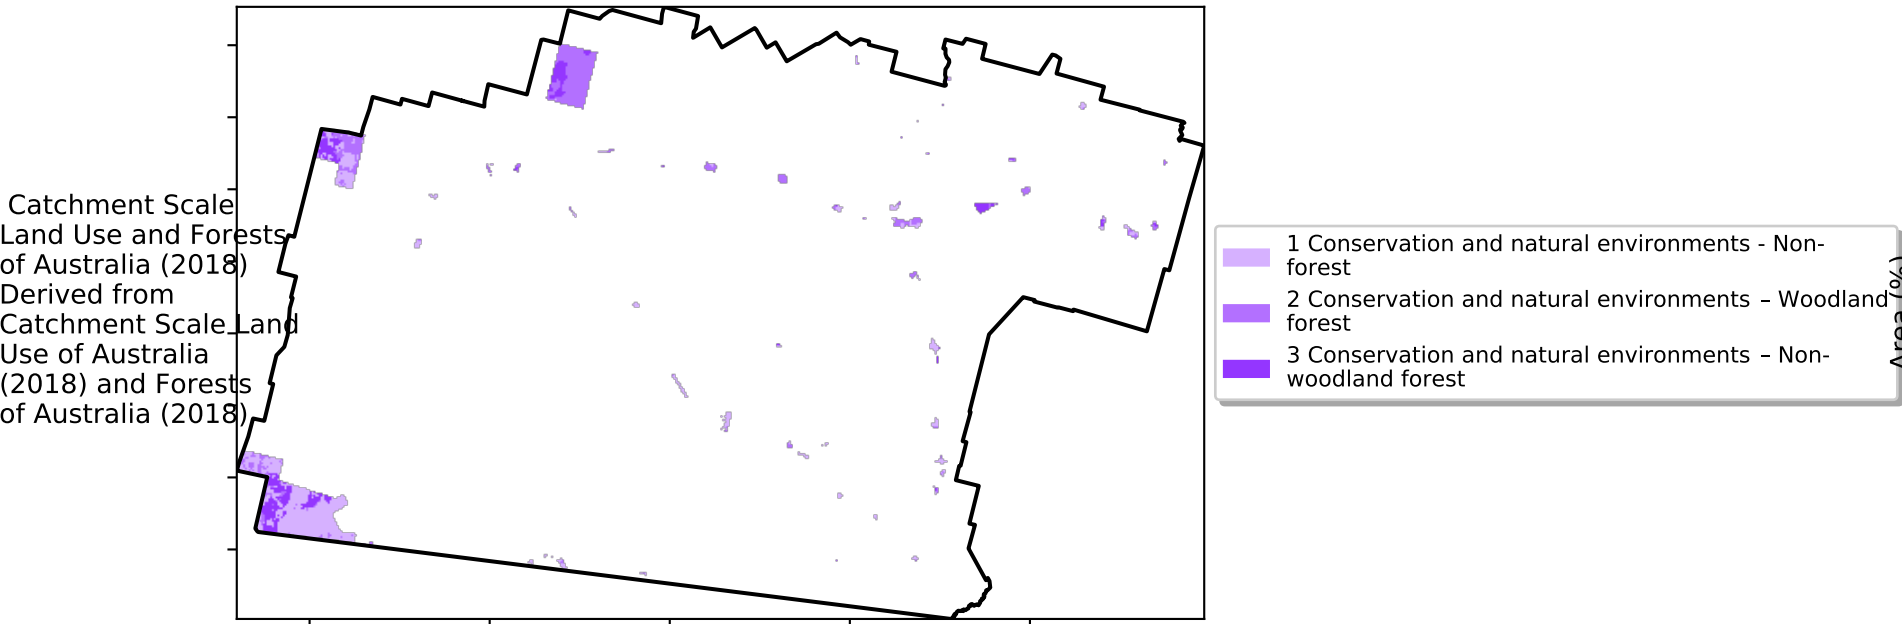 Catchment Scale
Land Use and Forests
of Australia (2018)
Derived from
Catchment Scale Land
Use of Australia
(2018) and Forests
of Australia (2018)
1 Conservation and natural environments - Non-
forest
2 Conservation and natural environments – Woodland
forest
3 Conservation and natural environments – Non-
woodland forest
Area (%)